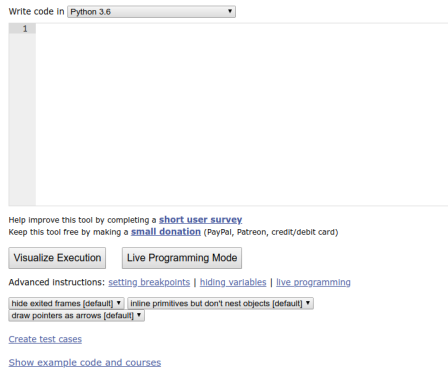 Write code in Python 3.6
1
Help improve this tool by completing a short user survey
Keep this tool free by making a small donation (PayPal, Patreon, credit/debit card)
Visualize Execution Live Programming Mode
Advanced instructions: setting breakpoints | hiding variables | live programming
hide exited frames [default] inline primitives but don't nest objects [default]
draw pointers as arrows [default]
Create test cases
Show example code and courses